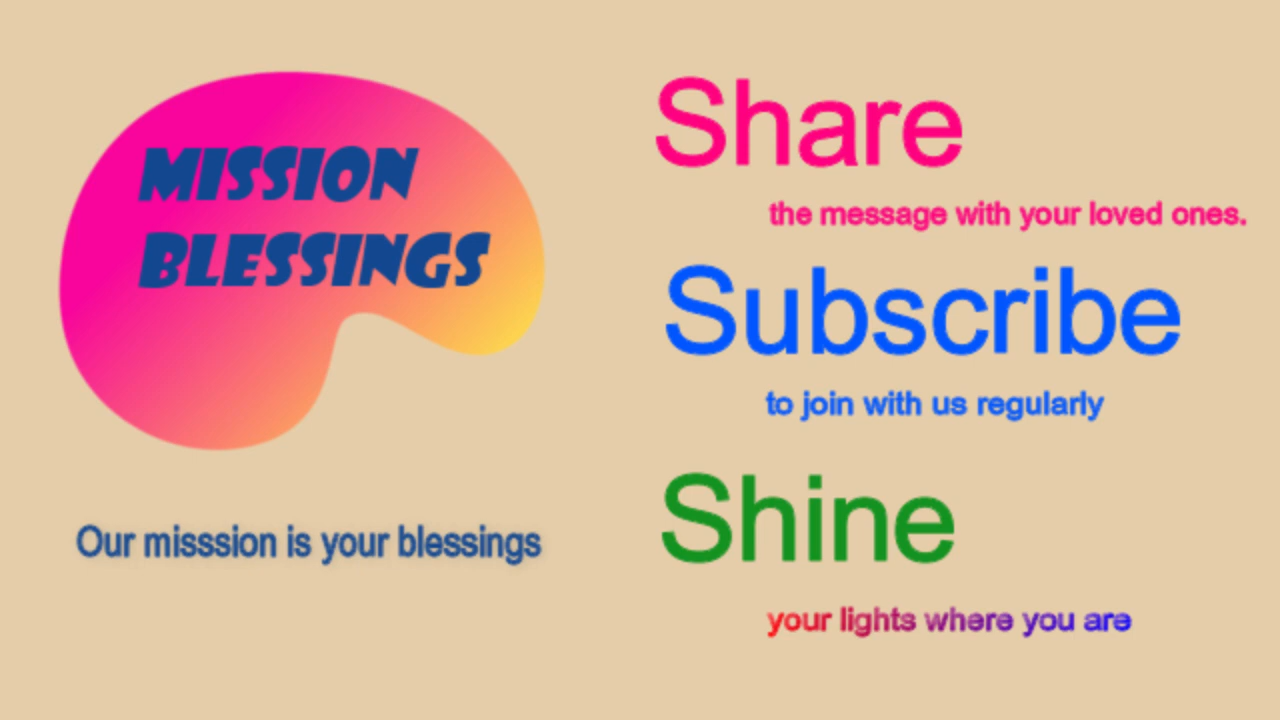 MISSION
BLESSINGS
Our misssion is your blessings
Share
the message with your loved ones.
Subscribe
to join with us regularly
Shine
your lights where you are